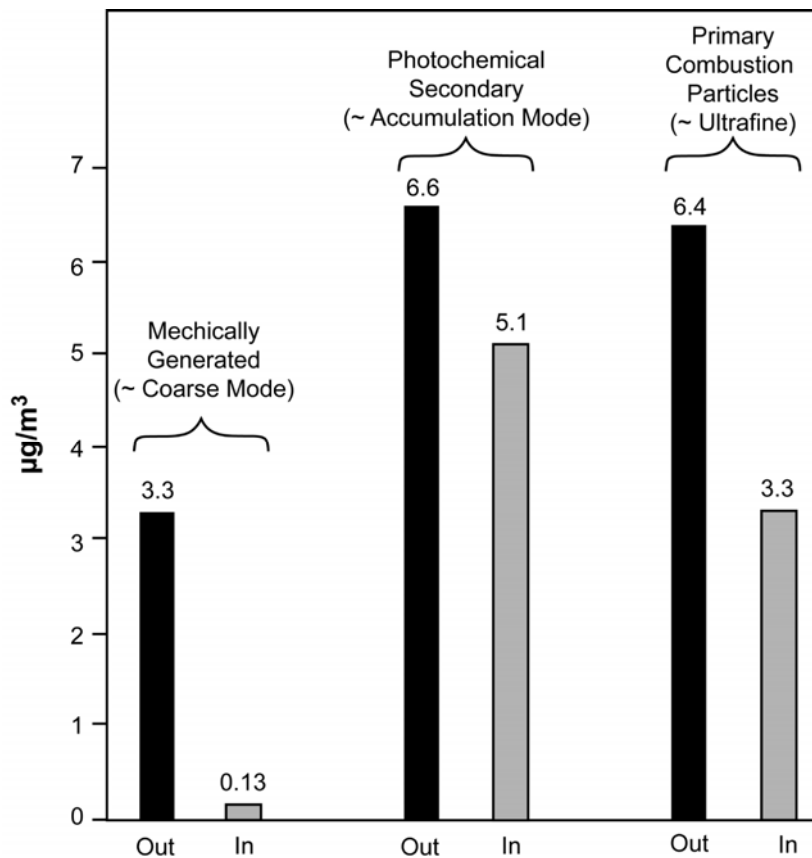 Primary
Combustion
Particles
(~ Ultrafine)
Photochemical
Secondary
(~ Accumulation Mode)
Mechically
Generated
(~ Coarse Mode)
µg/m³
7
6
5
4
3
2
1
0
3.3
0.13
6.6
5.1
6.4
3.3
Out
In
Out
In
Out
In